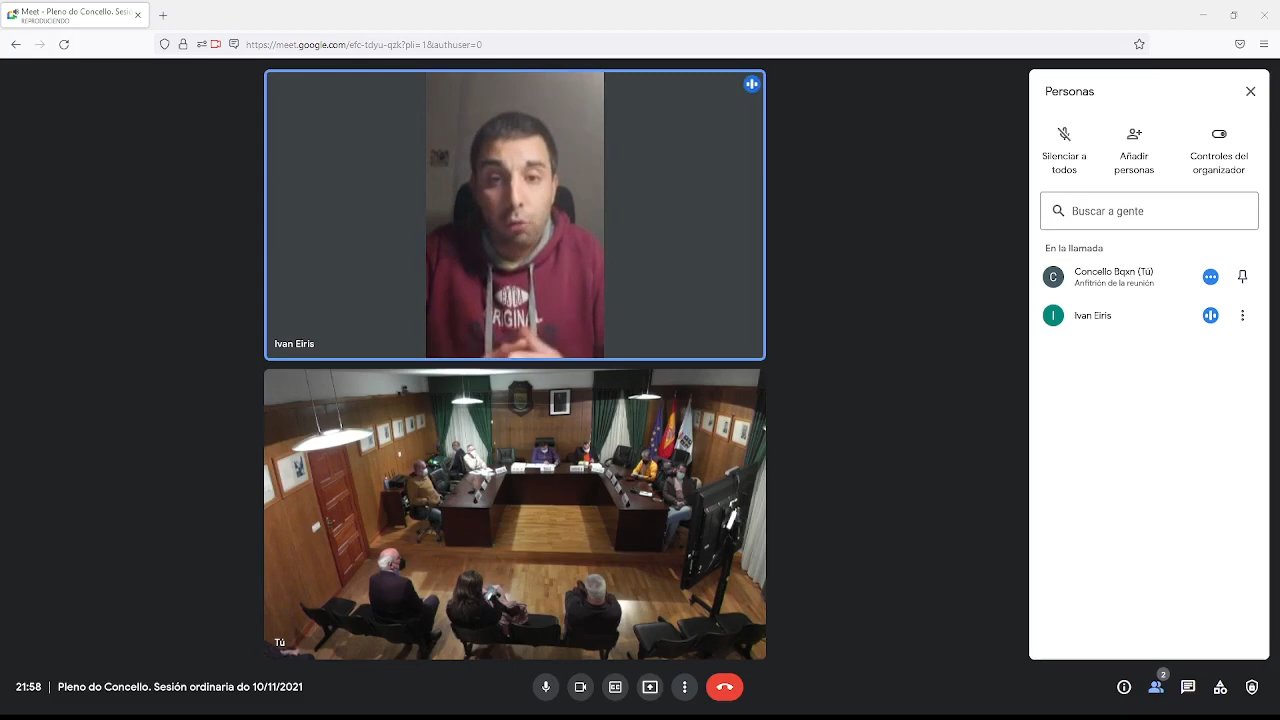 Meet - Pleno do Concello. Sesi
REPRODUCIENDO
https://meet.google.com/efc-tdyu-qzk?pli=1&authuser=0
Ivan Eiris
ORIGINAL
Tú
Personas
Silenciar a todos
Añadir personas
Controles del organizador
Buscar a gente
En la llamada
C
Concello Bqxn (Tú)
Anfitrión de la reunión
I
Ivan Eiris
21:58
Pleno do Concello. Sesión ordinaria do 10/11/2021
2